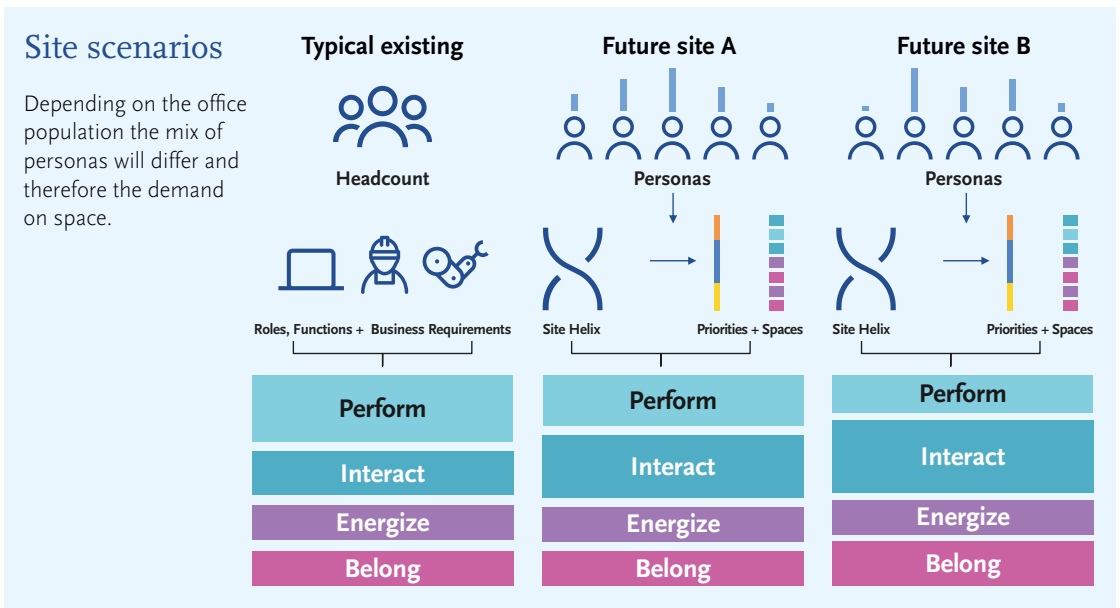 Site scenarios
Depending on the office
population the mix of
personas will differ and
therefore the demand
on space.
Typical existing
Headcount
Roles, Functions + Business Requirements
Perform
Interact
Energize
Belong
Future site A
Personas
Site Helix
Priorities + Spaces
Perform
Interact
Energize
Belong
Future site B
Personas
Site Helix
Priorities + Spaces
Perform
Interact
Energize
Belong